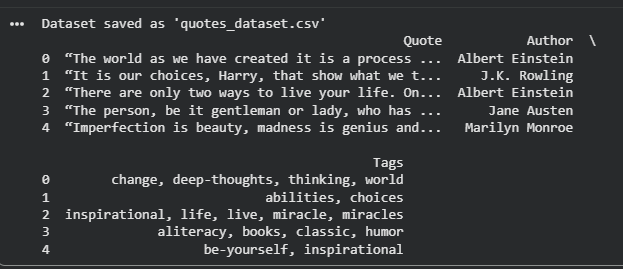 ... Dataset saved as 'quotes_dataset.csv'
Quote Author \
0 “The world as we have created it is a process ... Albert Einstein
1 “It is our choices, Harry, that show what we t... J.K. Rowling
2 “There are only two ways to live your life. On... Albert Einstein
3 “The person, be it gentleman or lady, who has ... Jane Austen
4 “Imperfection is beauty, madness is genius and... Marilyn Monroe
Tags
0 change, deep-thoughts, thinking, world
1 abilities, choices
2 inspirational, life, live, miracle, miracles
3 aliteracy, books, classic, humor
4 be-yourself, inspirational